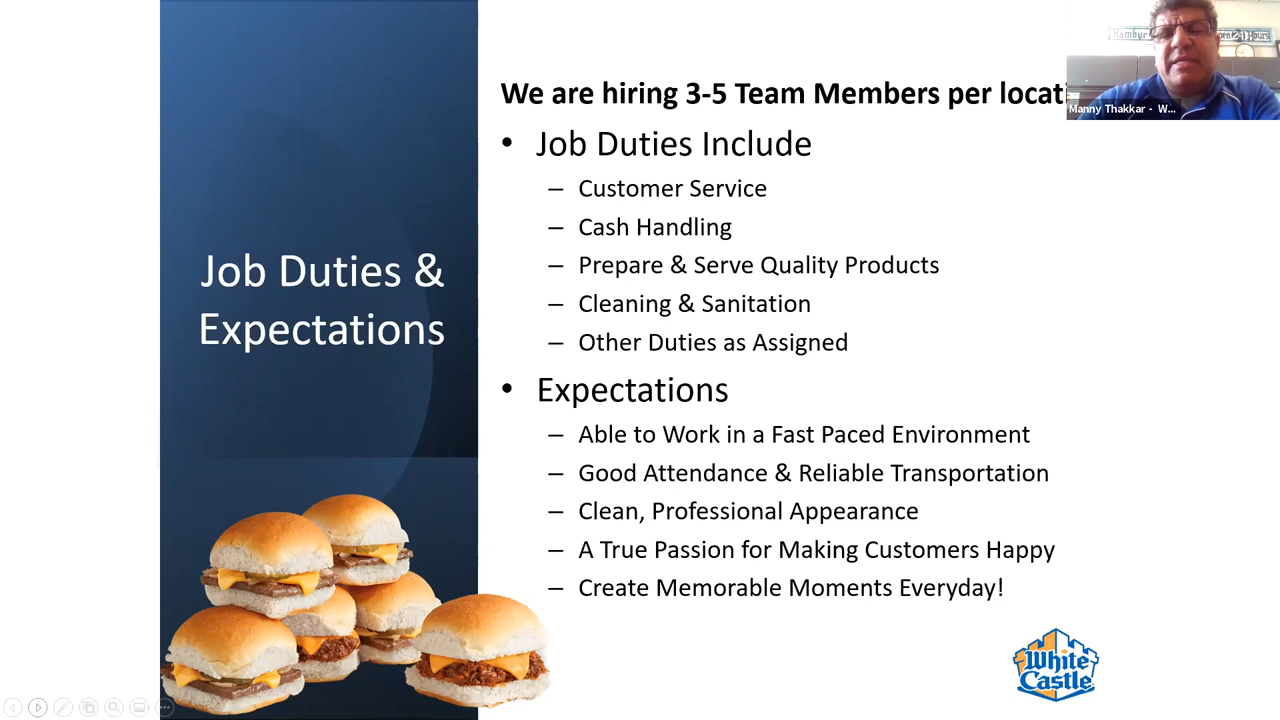 We are hiring 3-5 Team Members per locati
Manny Thakkar - W...
Job Duties &
Expectations
• Job Duties Include
– Customer Service
– Cash Handling
– Prepare & Serve Quality Products
– Cleaning & Sanitation
– Other Duties as Assigned
• Expectations
– Able to Work in a Fast Paced Environment
– Good Attendance & Reliable Transportation
– Clean, Professional Appearance
– A True Passion for Making Customers Happy
– Create Memorable Moments Everyday!
White
Castle